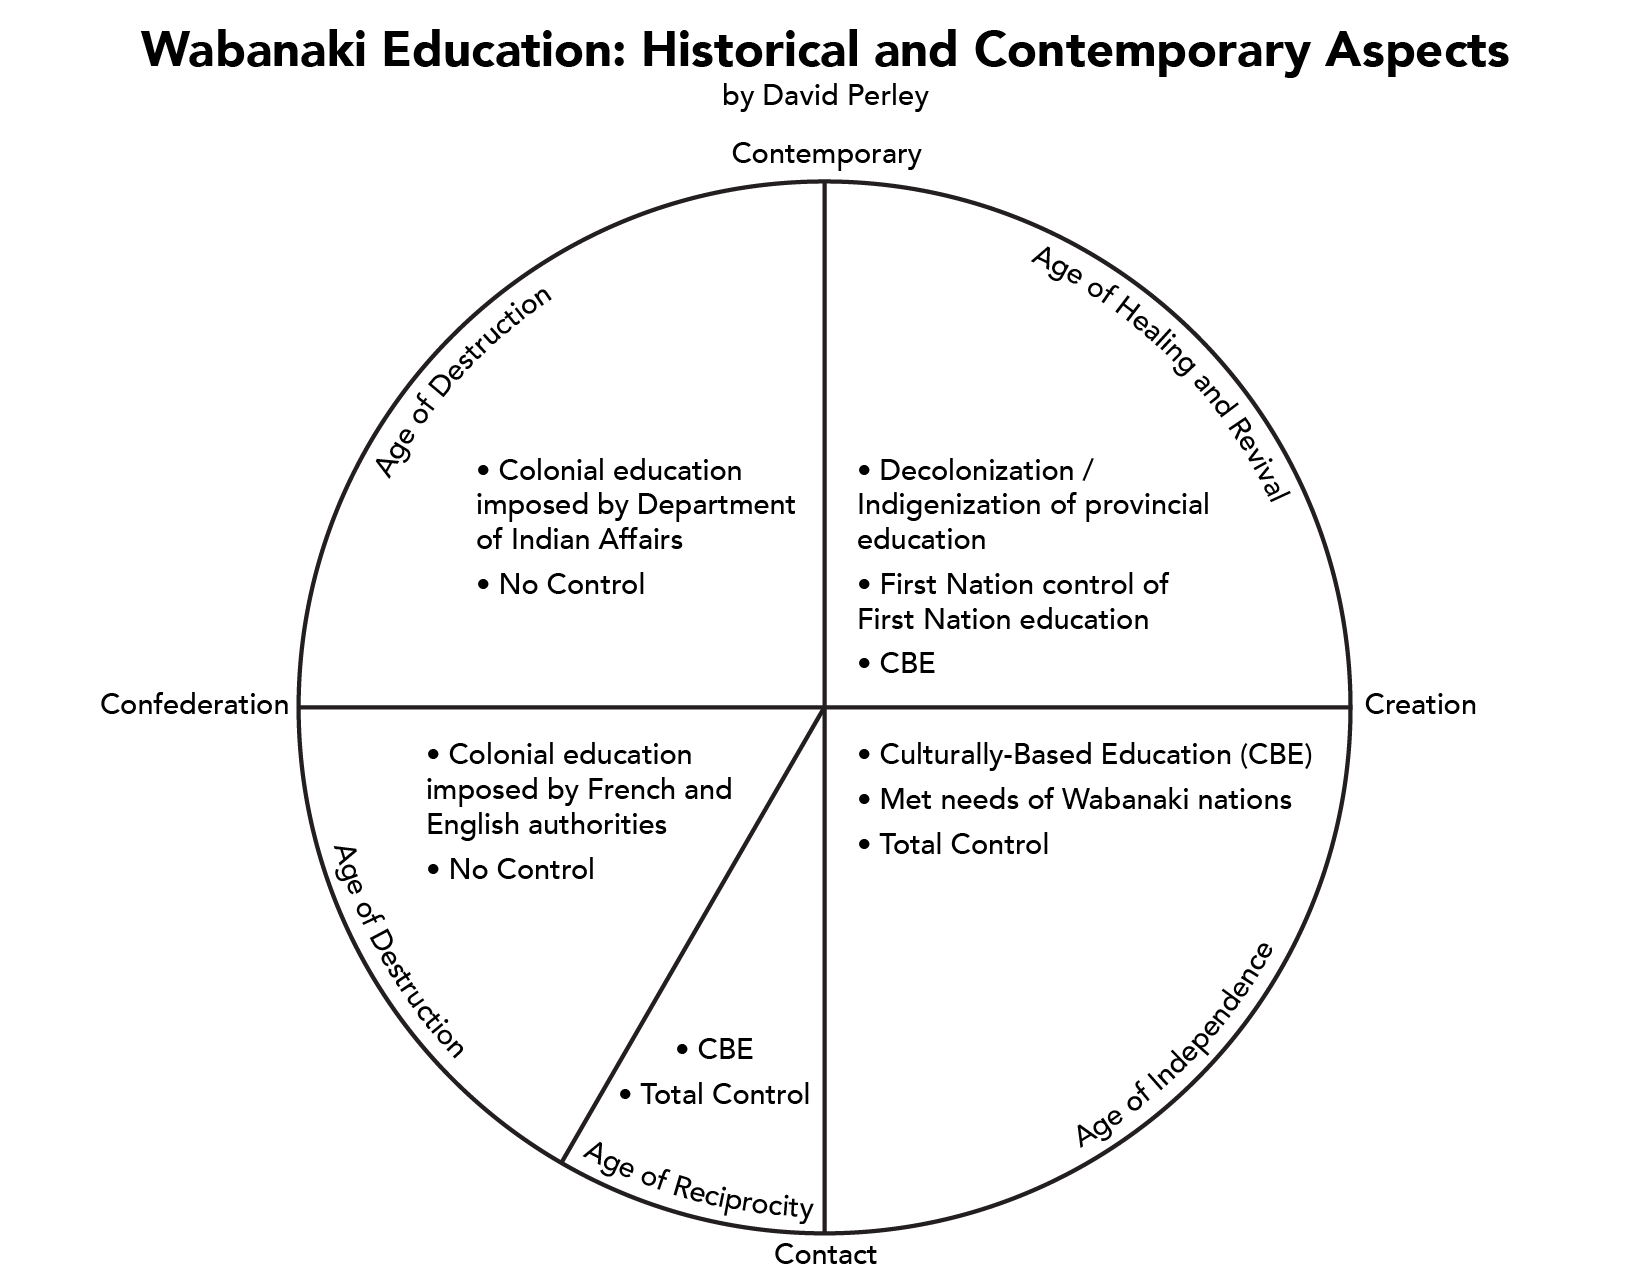 Wabanaki Education: Historical and Contemporary Aspects
by David Perley
Contemporary
Age of Destruction
• Colonial education
imposed by Department
of Indian Affairs
• No Control
Age of Healing and Revival
• Decolonization /
Indigenization of provincial
education
• First Nation control of
First Nation education
• CBE
Confederation
Creation
• Colonial education
imposed by French and
English authorities
• No Control
Age of Destruction
• CBE
• Total Control
Age of Reciprocity
• Culturally-Based Education (CBE)
• Met needs of Wabanaki nations
• Total Control
Age of Independence
Contact